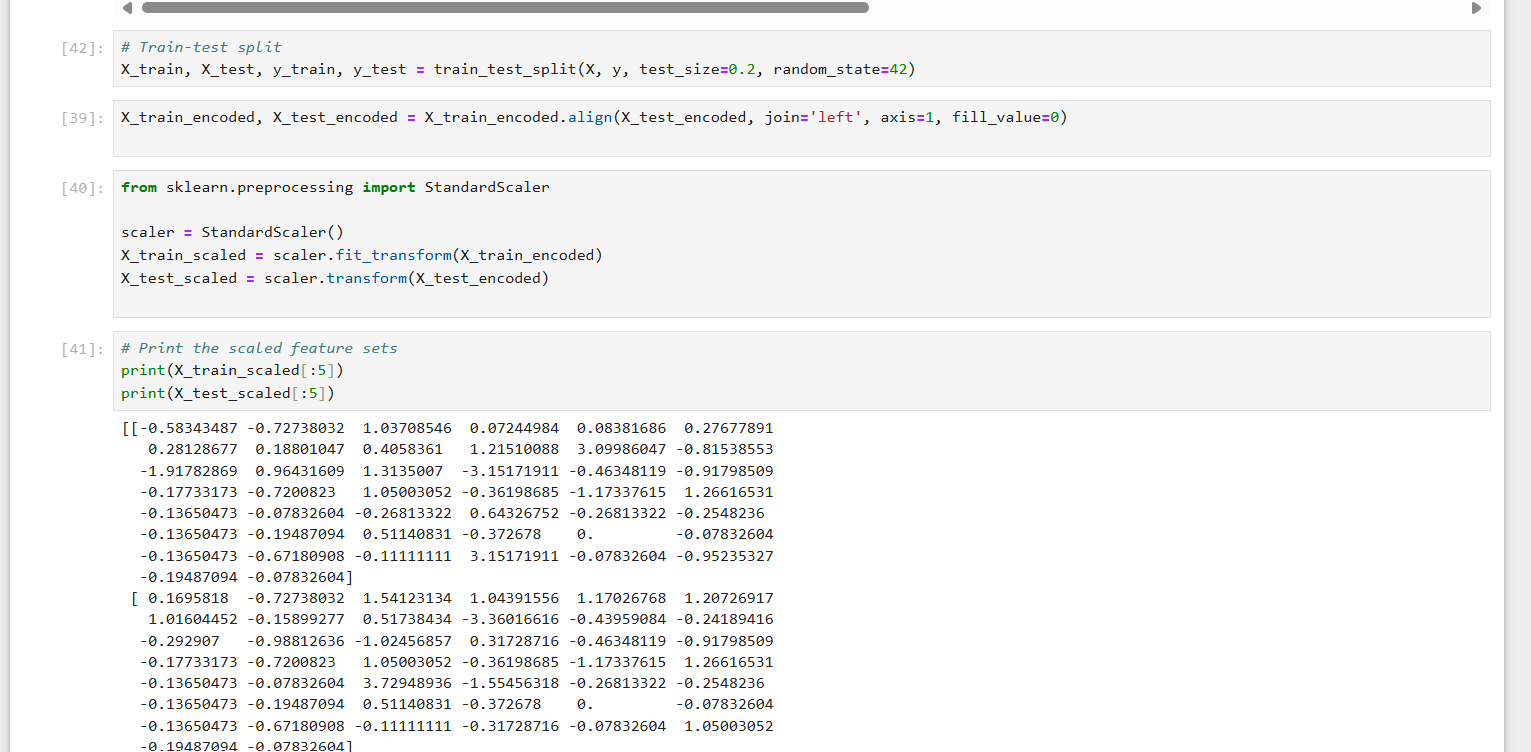 [42]: # Train-test split
X_train, X_test, y_train, y_test = train_test_split(X, y, test_size=0.2, random_state=42)
[39]: X_train_encoded, X_test_encoded = X_train_encoded.align(X_test_encoded, join='left', axis=1, fill_value=0)
[40]: from sklearn.preprocessing import StandardScaler
scaler = StandardScaler()
X_train_scaled = scaler.fit_transform(X_train_encoded)
X_test_scaled = scaler.transform(X_test_encoded)
[41]: # Print the scaled feature sets
print(X_train_scaled[:5])
print(X_test_scaled[:5])
[[-0.58343487 -0.72738032  1.03708546  0.07244984  0.08381686  0.27677891
   0.28128677  0.18801047  0.4058361   1.21510088  3.09986047 -0.81538553
  -1.91782869  0.96431609  1.3135007  -3.15171911 -0.46348119 -0.91798509
  -0.17733173 -0.7200823   1.05003052 -0.36198685 -1.17337615  1.26616531
  -0.13650473 -0.07832604 -0.26813322  0.64326752 -0.26813322 -0.2548236
  -0.13650473 -0.19487094  0.51140831 -0.372678    0.         -0.07832604
  -0.13650473 -0.67180908 -0.11111111  3.15171911 -0.07832604 -0.95235327
  -0.19487094 -0.07832604]
 [ 0.1695818  -0.72738032  1.54123134  1.04391556  1.17026768  1.20726917
   1.01604452 -0.15899277  0.51738434 -3.36016616 -0.43959084 -0.24189416
  -0.292907   -0.98812636 -1.02456857  0.31728716 -0.46348119 -0.91798509
  -0.17733173 -0.7200823   1.05003052 -0.36198685 -1.17337615  1.26616531
  -0.13650473 -0.07832604  3.72948936 -1.55456318 -0.26813322 -0.2548236
  -0.13650473 -0.19487094  0.51140831 -0.372678    0.         -0.07832604
  -0.13650473 -0.67180908 -0.11111111 -0.31728716 -0.07832604  1.05003052
  -0.19487094 -0.07832604]